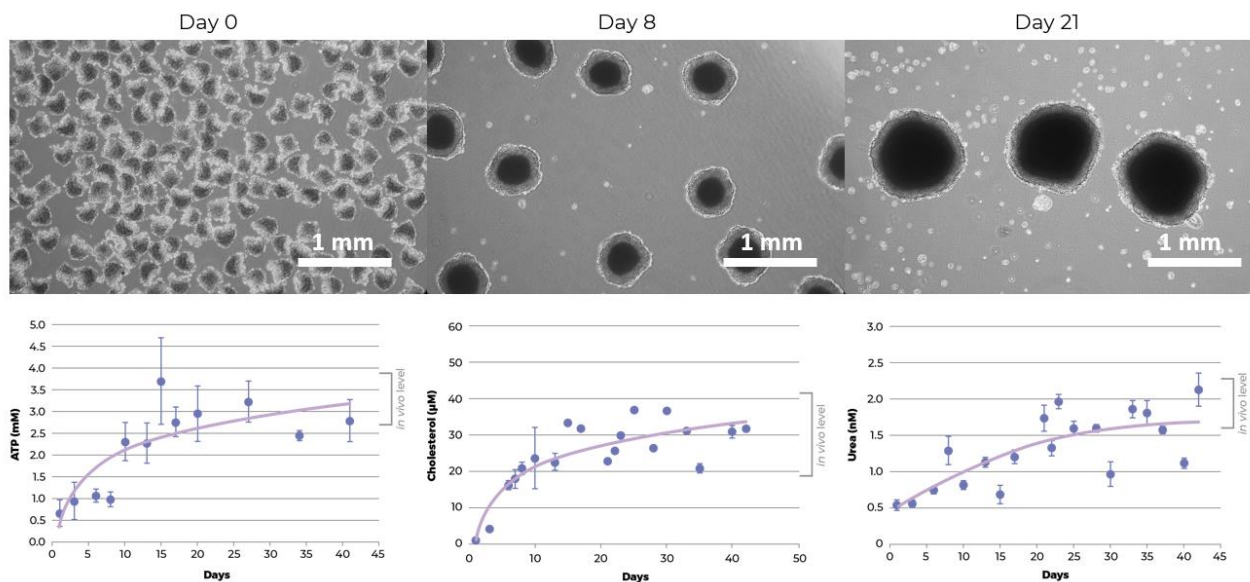 Day 0
Day 8
Day 21
1 mm
1 mm
1 mm
5.0
4.5
4.0
3.5
3.0
2.5
2.0
1.5
1.0
0.5
0.0
ATP (mM)
0 5 10 15 20 25 30 35 40 45
Days
in vivo level
60
50
40
30
20
10
0
Cholesterol (µM)
0 10 20 30 40 50
Days
in vivo level
3.0
2.5
2.0
1.5
1.0
0.5
0.0
Urea (nM)
0 5 10 15 20 25 30 35 40 45
Days
in vivo level